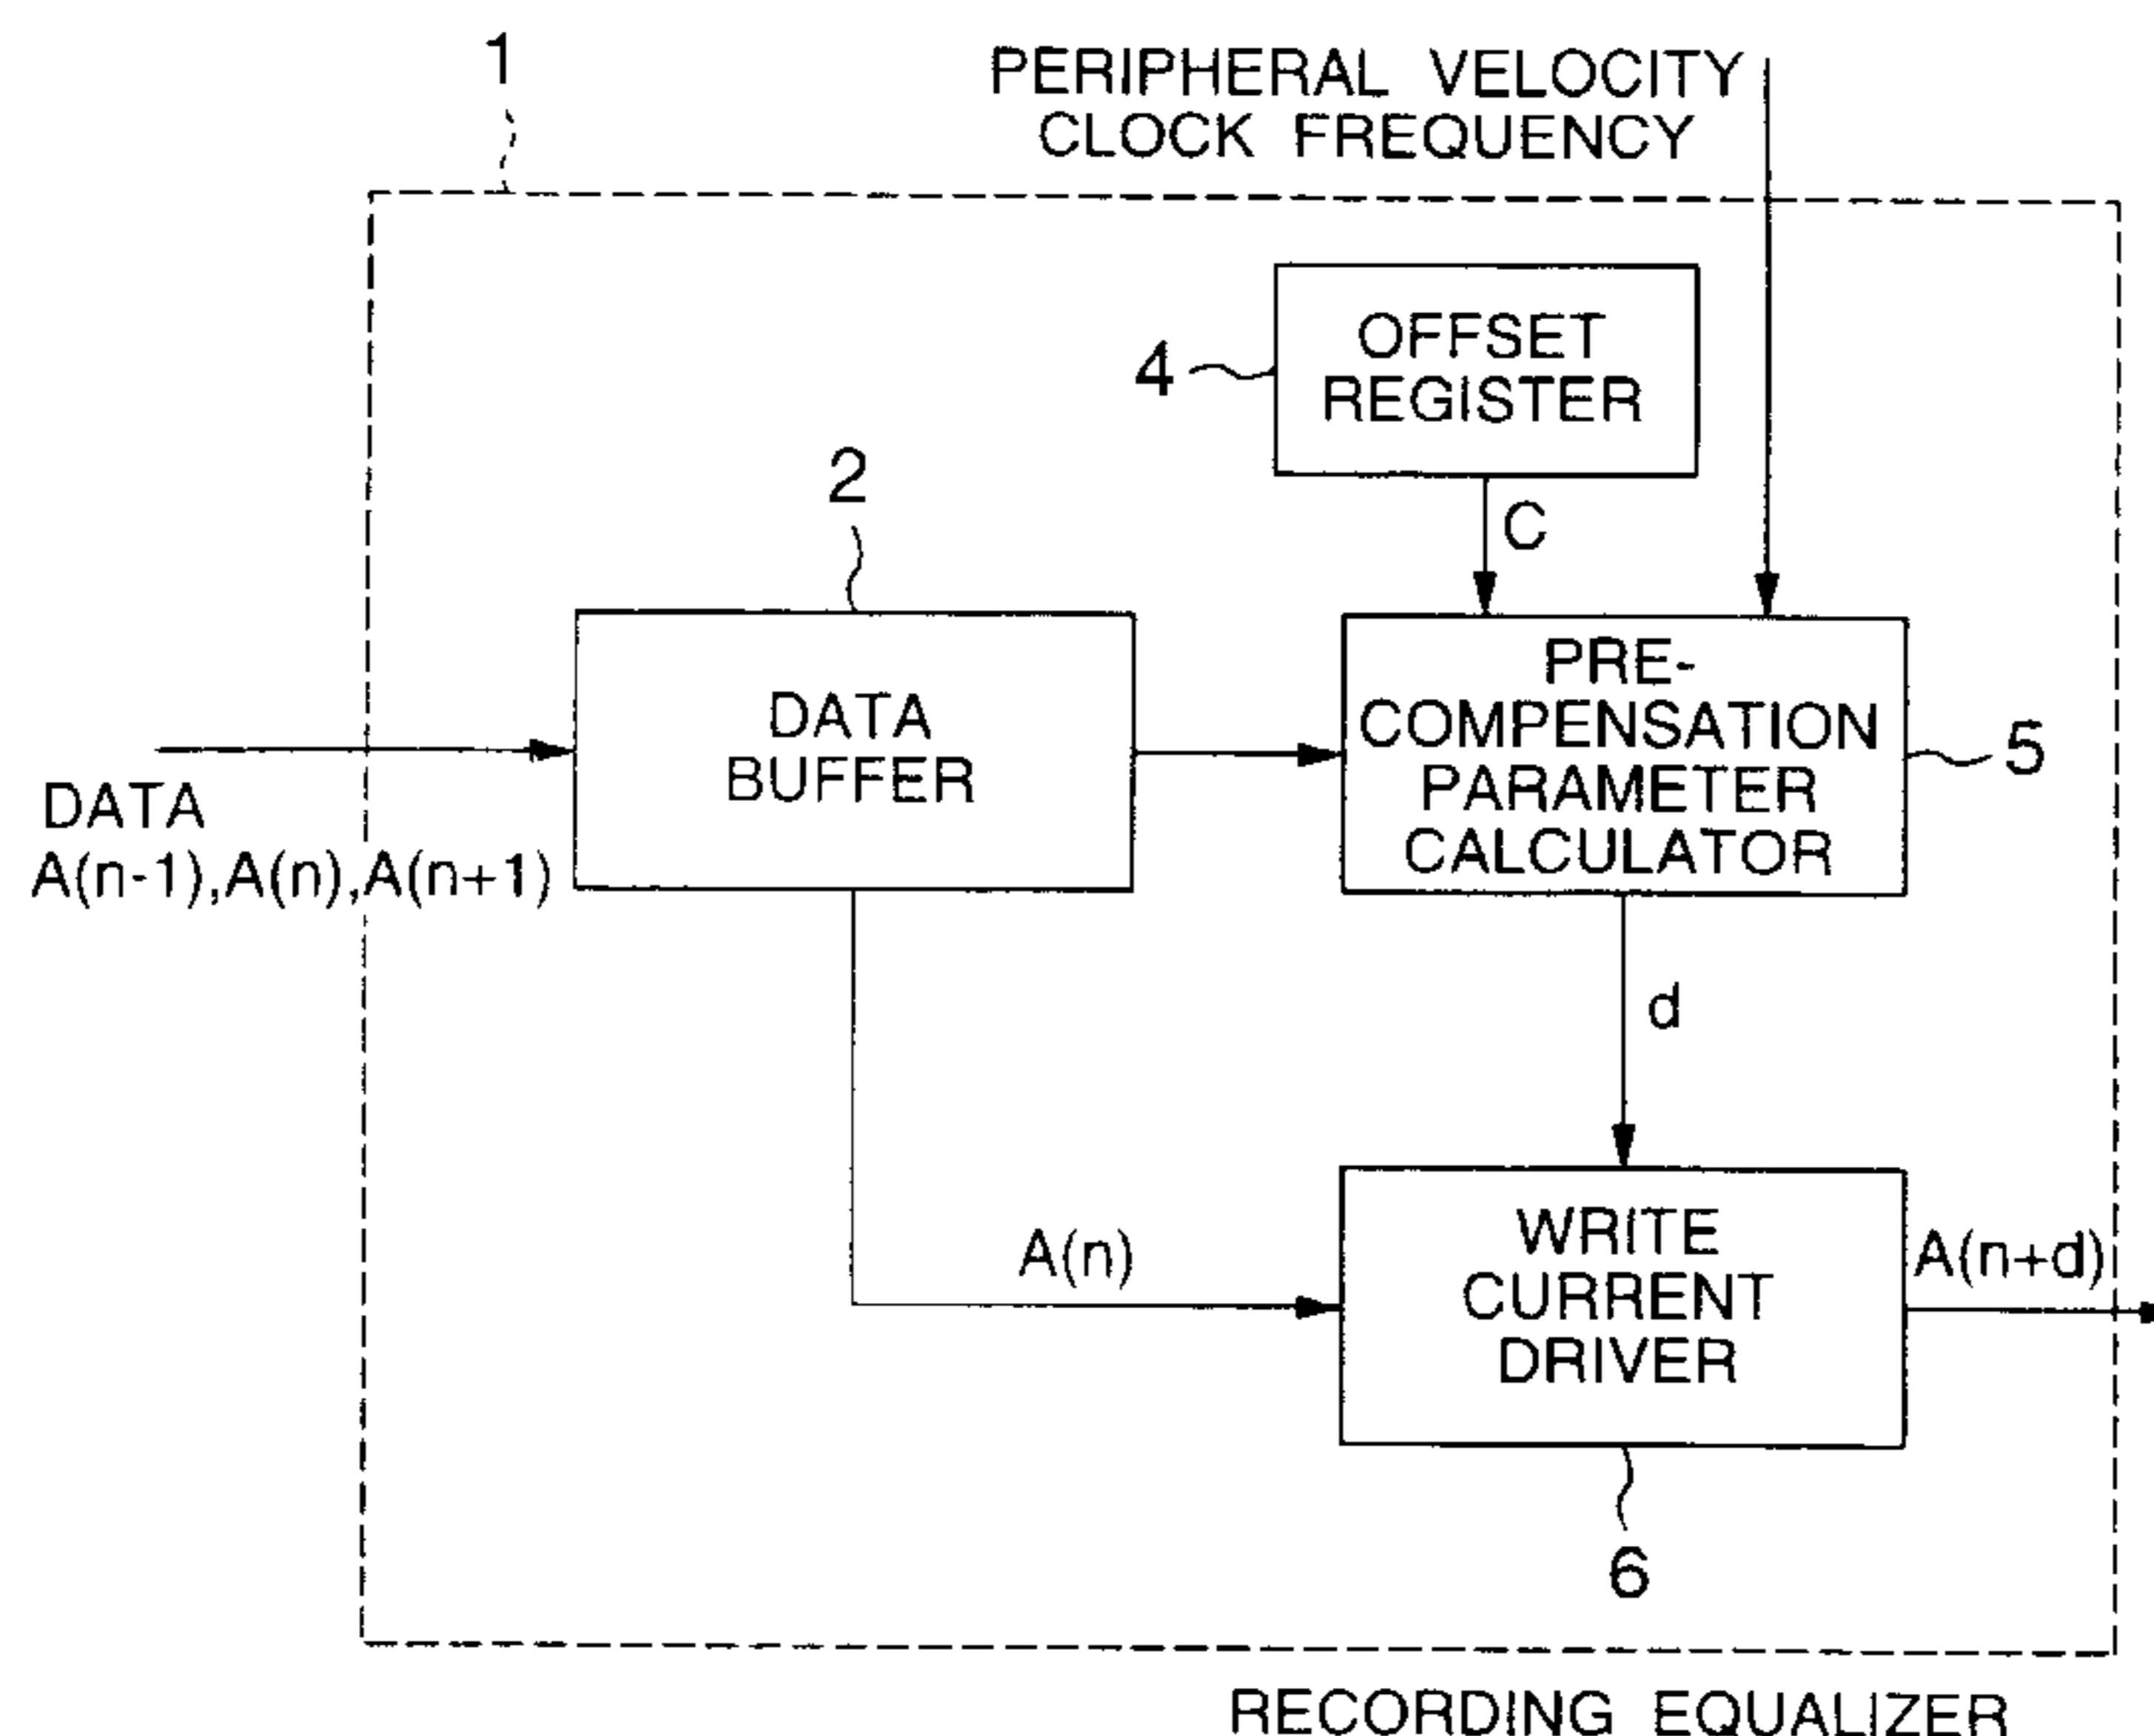 1
PERIPHERAL VELOCITY
CLOCK FREQUENCY
OFFSET
REGISTER
4
C
2
DATA
BUFFER
PRE-
COMPENSATION
PARAMETER
CALCULATOR
5
DATA
A(n-1),A(n),A(n+1)
d
A(n)
WRITE
CURRENT
DRIVER
A(n+d)
6
RECORDING EQUALIZER